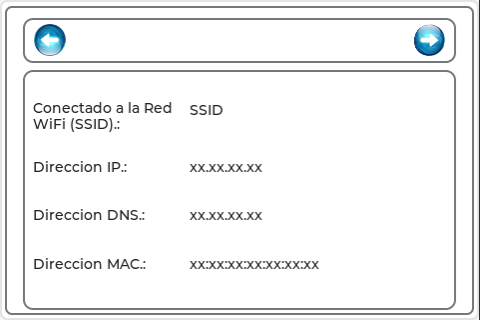 Conectado a la Red SSID
WiFi (SSID).:
Direccion IP.: xx.xx.xx.xx
Direccion DNS.: xx.xx.xx.xx
Direccion MAC.: xx:xx:xx:xx:xx:xx:xx